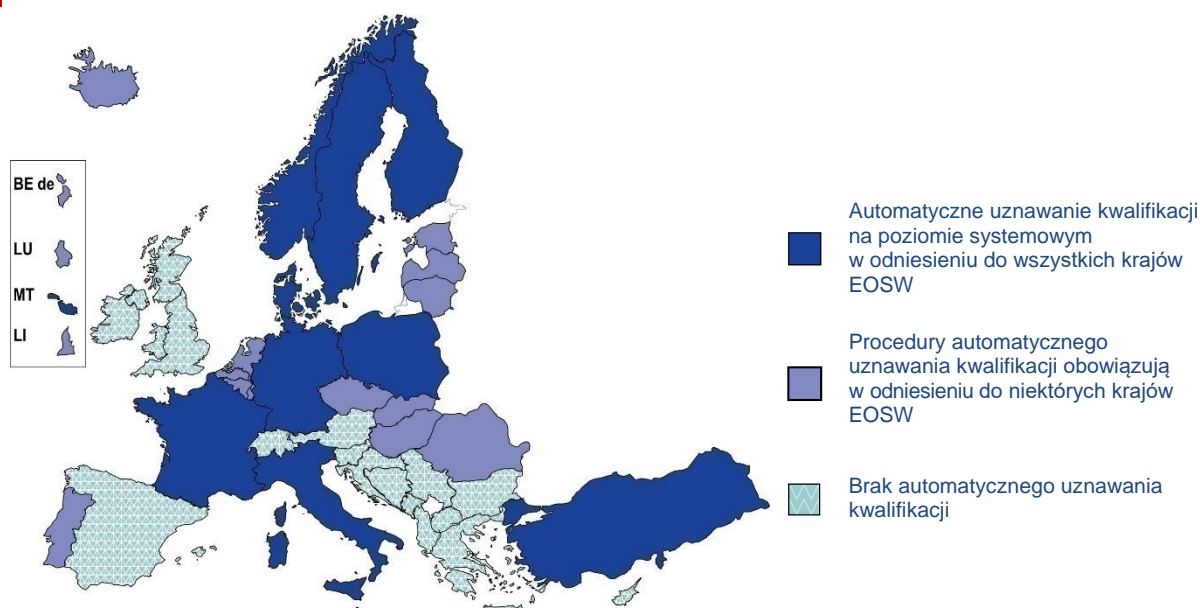 BE de
LU
MT
LI
Automatyczne uznawanie kwalifikacji
na poziomie systemowym
w odniesieniu do wszystkich krajów
EOSW
Procedury automatycznego
uznawania kwalifikacji obowiązują
w odniesieniu do niektórych krajów
EOSW
Brak automatycznego uznawania
kwalifikacji